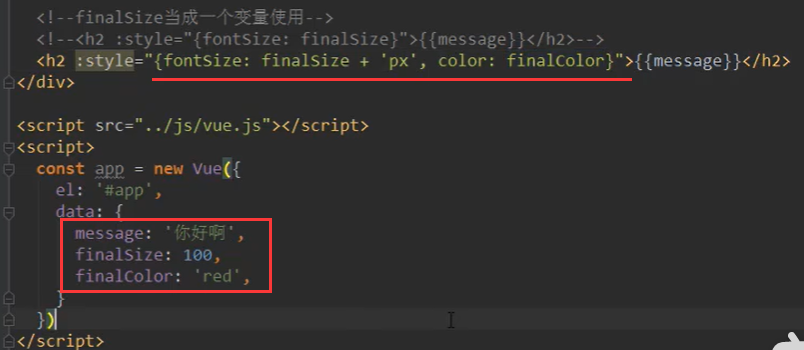 <!--finalSize当成一个变量使用-->
<!--<h2 :style="{fontSize: finalSize}">{{message}}</h2>-->
<h2 :style="{fontSize: finalSize + 'px', color: finalColor}">{{message}}</h2>
</div>
<script src="../js/vue.js"></script>
<script>
const app = new Vue({
el: '#app',
data: {
message: '你好啊',
finalSize: 100,
finalColor: 'red',
}
})
</script>